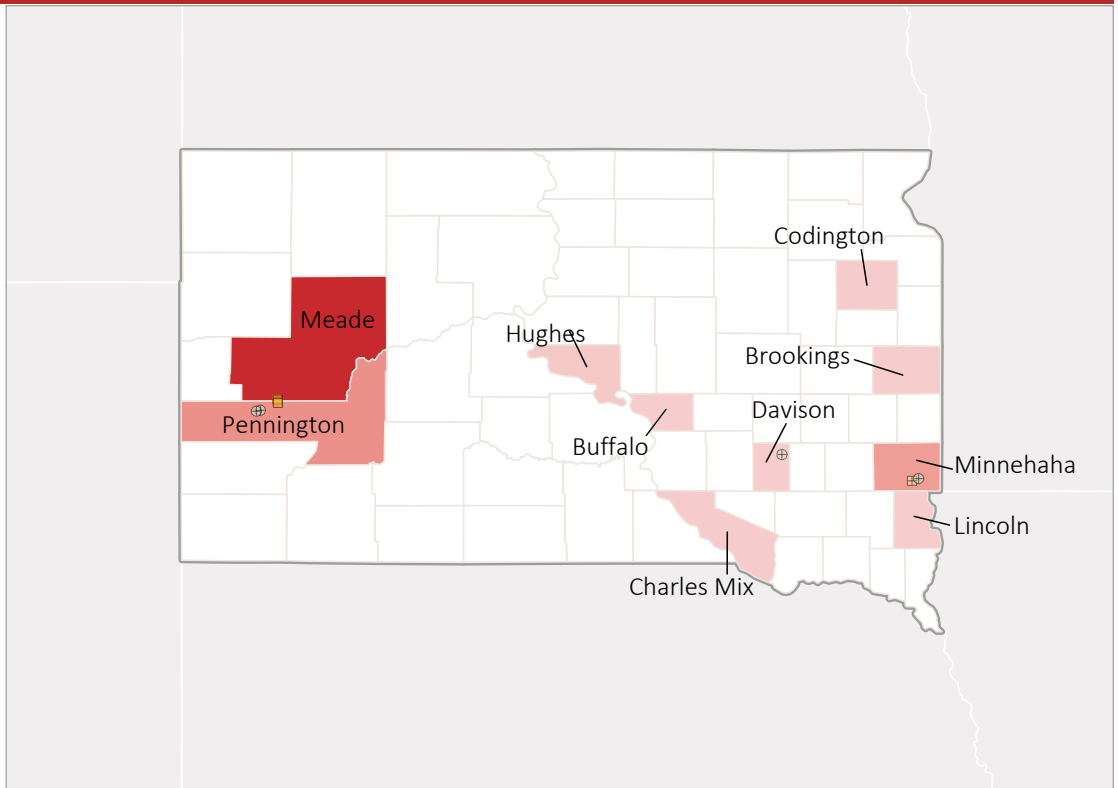 Codington
Meade
Hughes
Brookings
Davison
Pennington
Buffalo
Minnehaha
Lincoln
Charles Mix